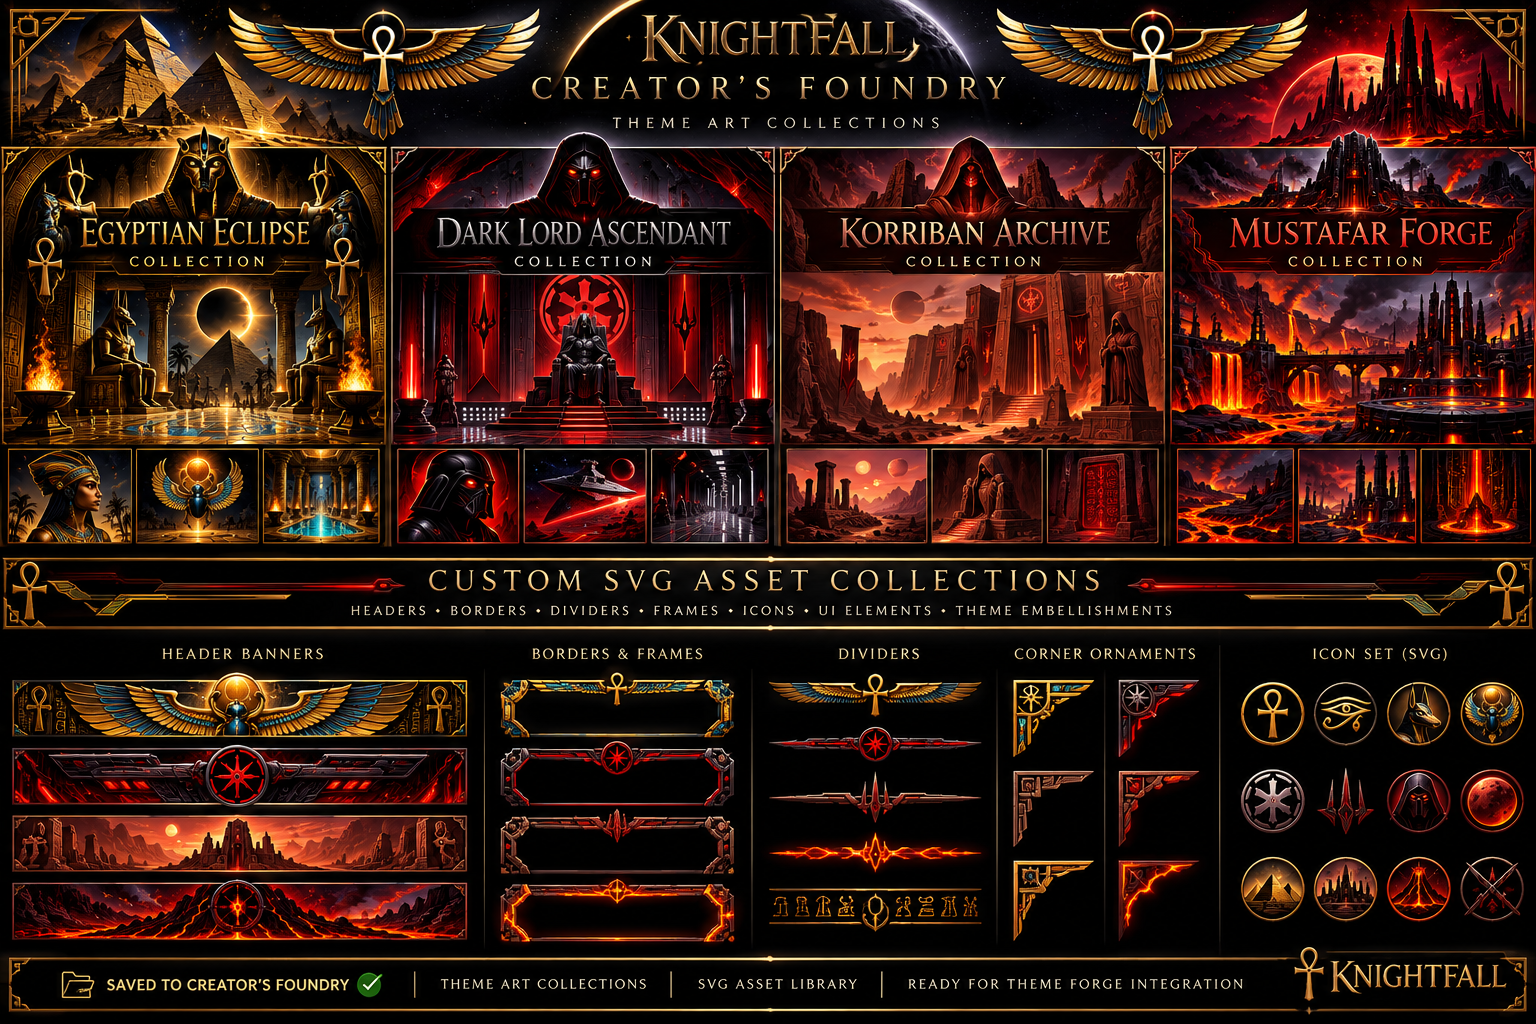 KNIGHTFALL
CREATOR'S FOUNDRY
THEME ART COLLECTIONS
EGYPTIAN ECLIPSE
COLLECTION
DARK LORD ASCENDANT
COLLECTION
KORRIBAN ARCHIVE
COLLECTION
MUSTAFAR FORGE
COLLECTION
CUSTOM SVG ASSET COLLECTIONS
HEADERS • BORDERS • DIVIDERS • FRAMES • ICONS • UI ELEMENTS • THEME EMBELLISHMENTS
HEADER BANNERS
BORDERS & FRAMES
DIVIDERS
CORNER ORNAMENTS
ICON SET (SVG)
SAVED TO CREATOR'S FOUNDRY
THEME ART COLLECTIONS
SVG ASSET LIBRARY
READY FOR THEME FORGE INTEGRATION
KNIGHTFALL